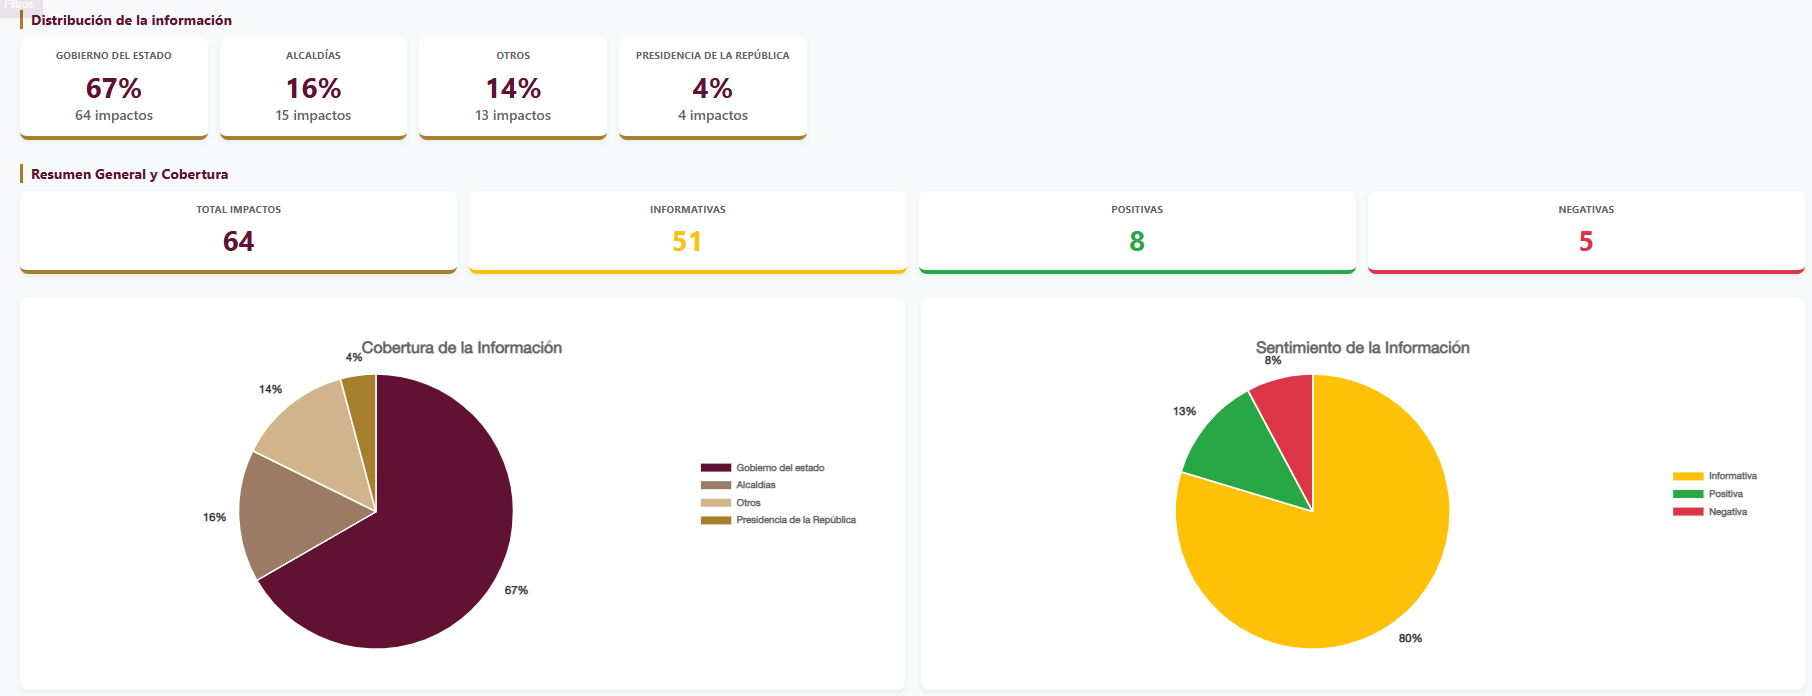 Filtros
Distribución de la información
GOBIERNO DEL ESTADO
67%
64 impactos
ALCALDÍAS
16%
15 impactos
OTROS
14%
13 impactos
PRESIDENCIA DE LA REPÚBLICA
4%
4 impactos
Resumen General y Cobertura
TOTAL IMPACTOS
64
INFORMATIVAS
51
POSITIVAS
8
NEGATIVAS
5
Cobertura de la Información
4%
14%
16%
67%
Gobierno del estado
Alcaldías
Otros
Presidencia de la República
Sentimiento de la Información
8%
13%
80%
Informativa
Positiva
Negativa